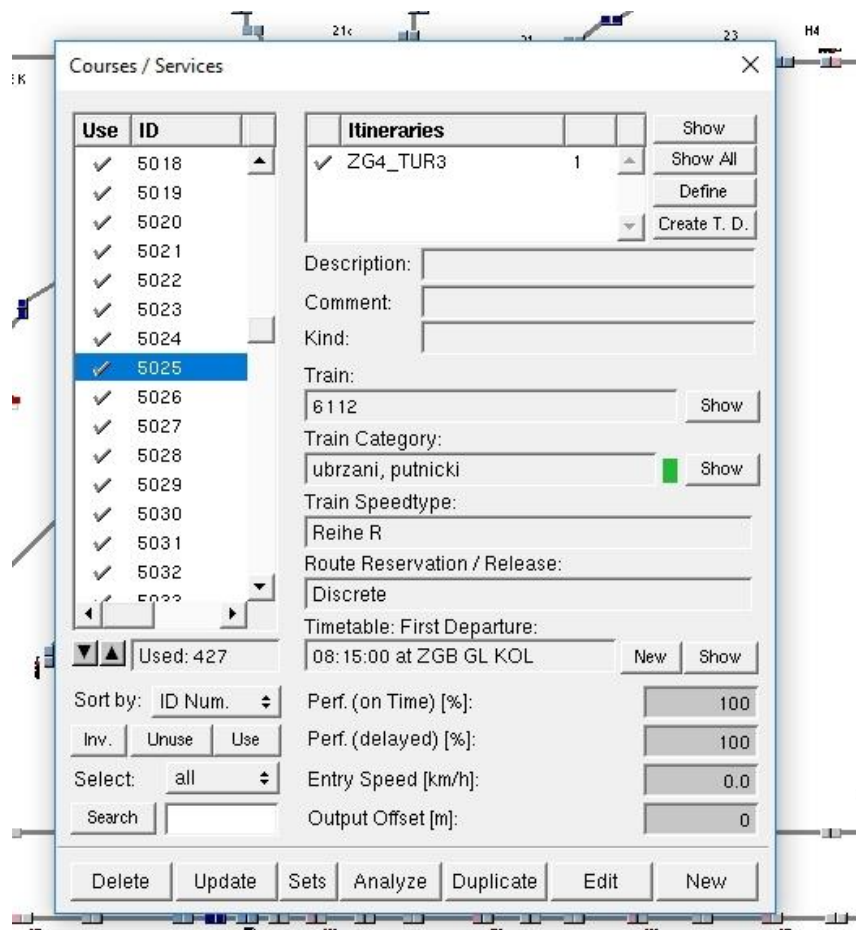 21c
23
H4
EK
Courses / Services
Use ID
5018
5019
5020
5021
5022
5023
5024
5025
5026
5027
5028
5029
5030
5031
5032
Used: 427
Sort by: ID Num.
Inv. Unuse Use
Select: all
Search
Itineraries
ZG4_TUR3 1
Show
Show All
Define
Create T. D.
Description:
Comment:
Kind:
Train:
6112 Show
Train Category:
ubrzani, putnicki Show
Train Speedtype:
Reihe R
Route Reservation / Release:
Discrete
Timetable: First Departure:
08:15:00 at ZGB GL KOL New Show
Perf. (on Time) [%]: 100
Perf. (delayed) [%]: 100
Entry Speed [km/h]: 0.0
Output Offset [m]: 0
Delete Update Sets Analyze Duplicate Edit New